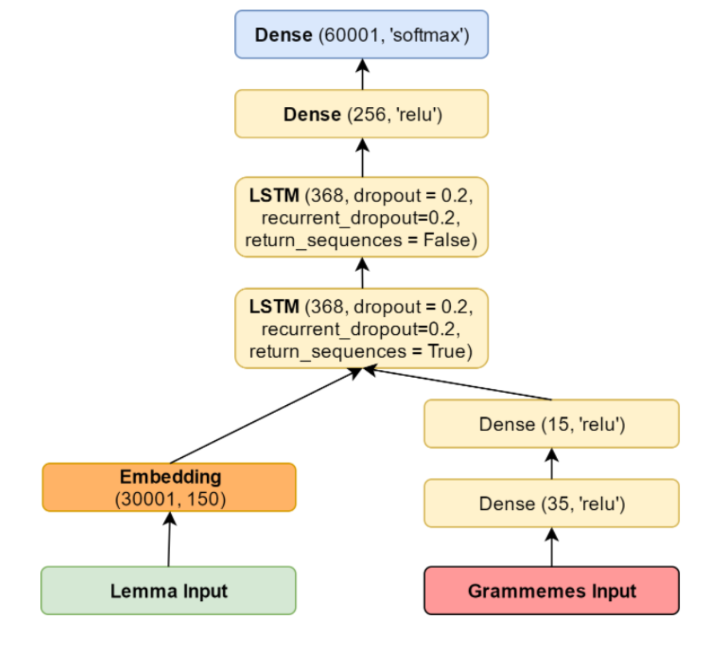 Dense (60001, 'softmax')
Dense (256, 'relu')
LSTM (368, dropout = 0.2,
recurrent_dropout=0.2,
return_sequences = False)
LSTM (368, dropout = 0.2,
recurrent_dropout=0.2,
return_sequences = True)
Dense (15, 'relu')
Embedding
(30001, 150)
Dense (35, 'relu')
Lemma Input
Grammemes Input